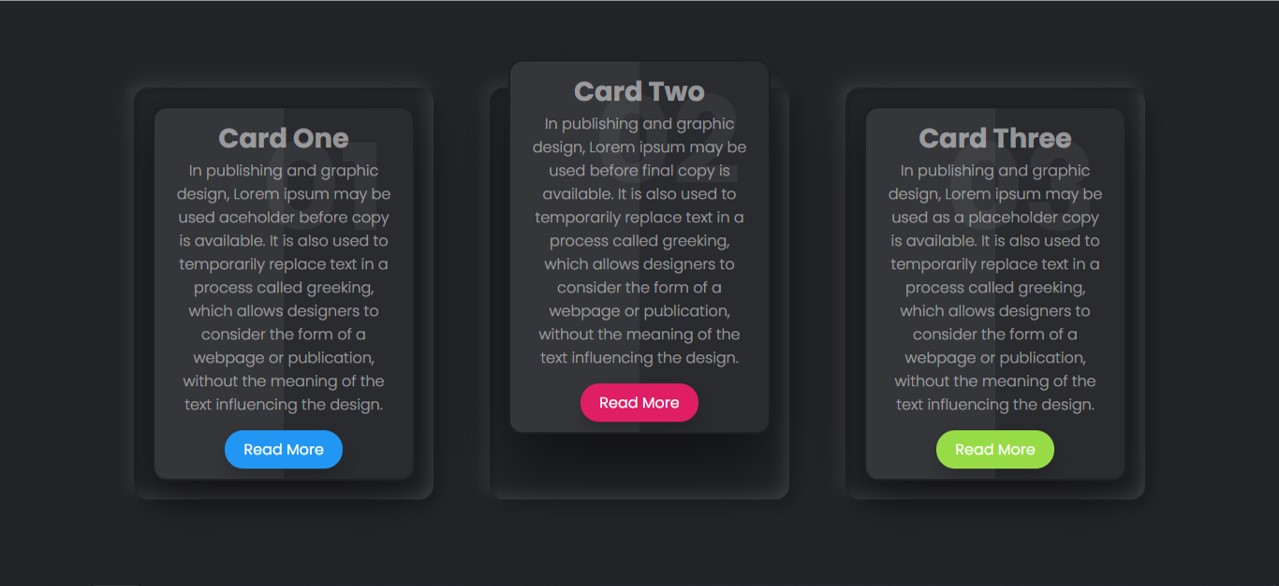 Card One
01
In publishing and graphic
design, Lorem ipsum may be
used aceholder before copy
is available. It is also used to
temporarily replace text in a
process called greeking,
which allows designers to
consider the form of a
webpage or publication,
without the meaning of the
text influencing the design.
Read More
Card Two
02
In publishing and graphic
design, Lorem ipsum may be
used before final copy is
available. It is also used to
temporarily replace text in a
process called greeking,
which allows designers to
consider the form of a
webpage or publication,
without the meaning of the
text influencing the design.
Read More
Card Three
03
In publishing and graphic
design, Lorem ipsum may be
used as a placeholder copy
is available. It is also used to
temporarily replace text in a
process called greeking,
which allows designers to
consider the form of a
webpage or publication,
without the meaning of the
text influencing the design.
Read More